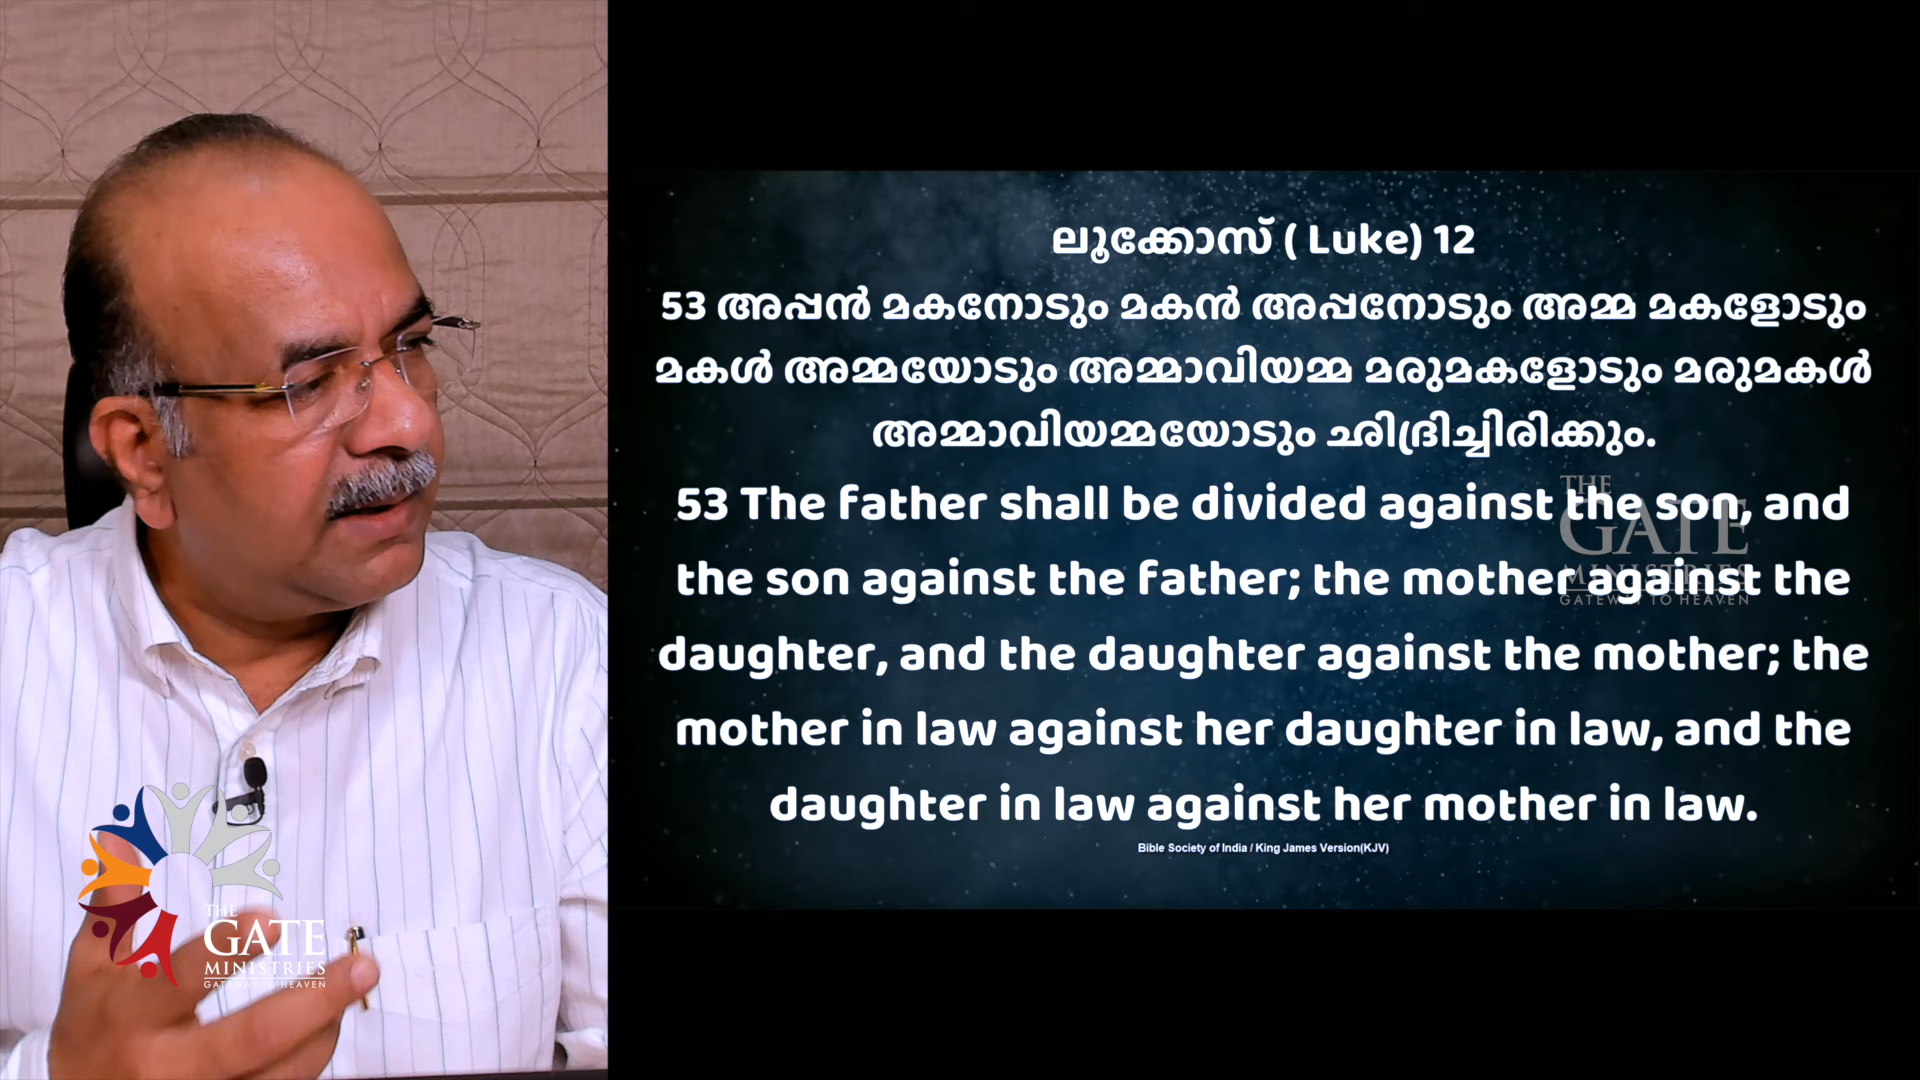 ലൂക്കോസ് ( Luke) 12
53 അപ്പൻ മകനോടും മകൻ അപ്പനോടും അമ്മ മകളോടും
മകൾ അമ്മയോടും അമ്മാവിയമ്മ മരുമകളോടും മരുമകൾ
അമ്മാവിയമ്മയോടും ഛിദ്രിച്ചിരിക്കും.
53 The father shall be divided against the son, and
the son against the father; the mother against the
daughter, and the daughter against the mother; the
mother in law against her daughter in law, and the
daughter in law against her mother in law.
Bible Society of India / King James Version(KJV)
THE
GATE
MINISTRIES
GATEWAY TO HEAVEN
THE
GATE
MINISTRIES
GATEWAY TO HEAVEN